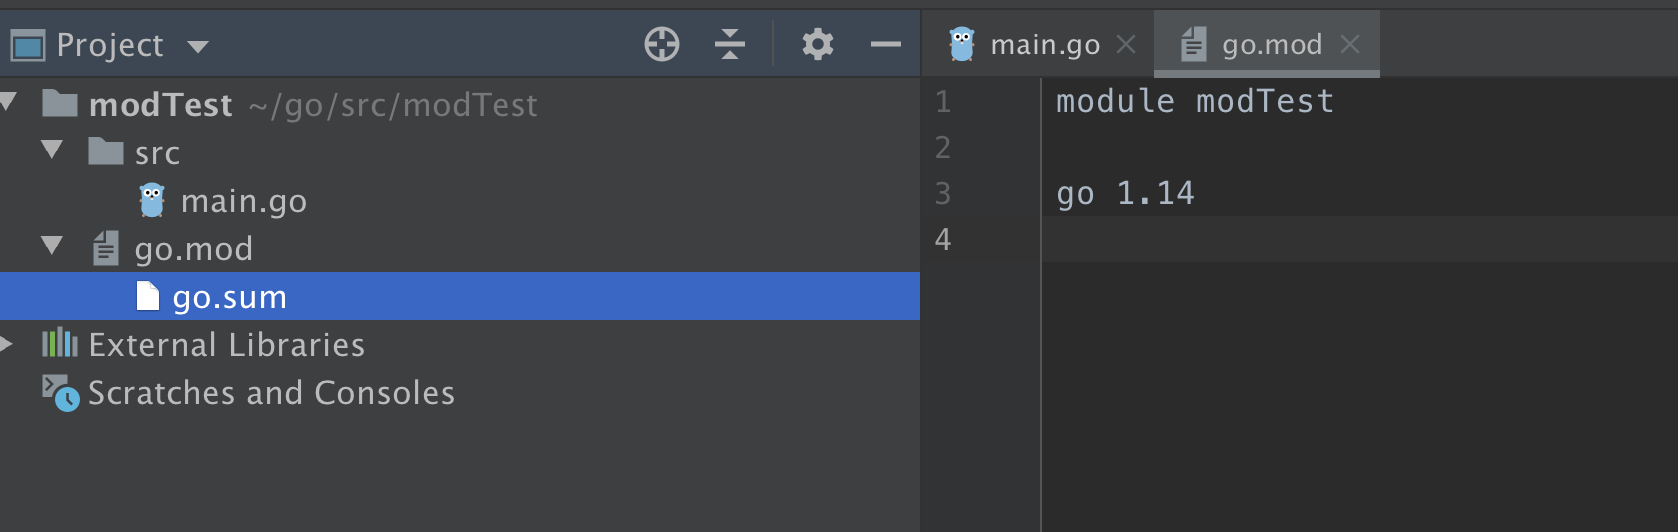 Project
modTest ~/go/src/modTest
src
main.go
go.mod
go.sum
External Libraries
Scratches and Consoles
main.go
go.mod
1 module modTest
2
3 go 1.14
4